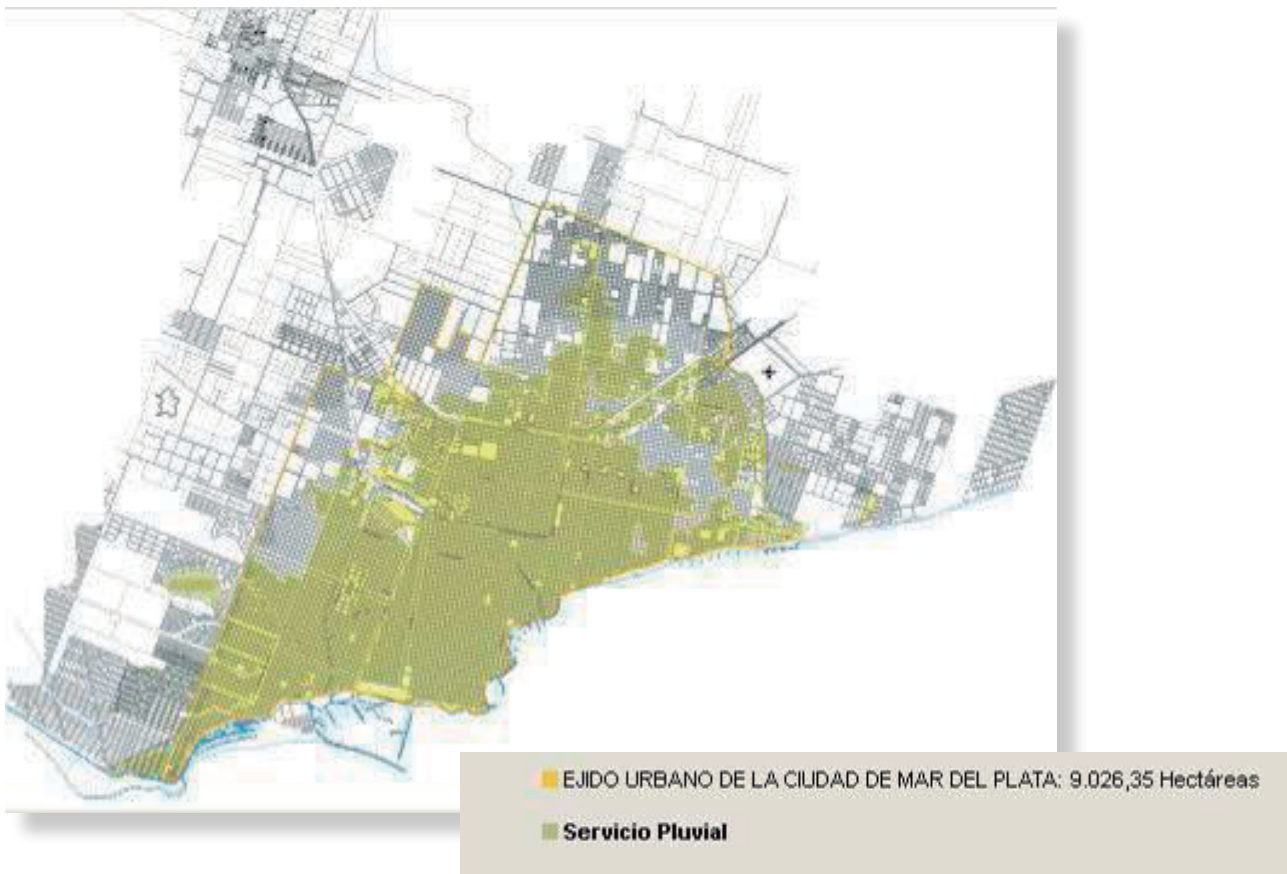 EJIDO URBANO DE LA CIUDAD DE MAR DEL PLATA: 9.026,35 Hectáreas
Servicio Pluvial